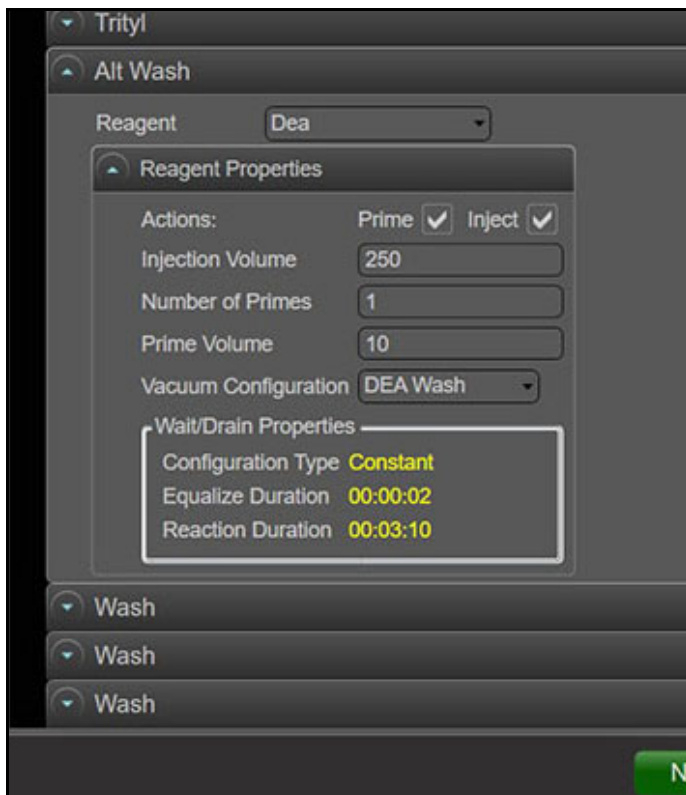 Trityl
Alt Wash
Reagent Dea
Reagent Properties
Actions: Prime Inject
Injection Volume 250
Number of Primes 1
Prime Volume 10
Vacuum Configuration DEA Wash
Wait/Drain Properties
Configuration Type Constant
Equalize Duration 00:00:02
Reaction Duration 00:03:10
Wash
Wash
Wash